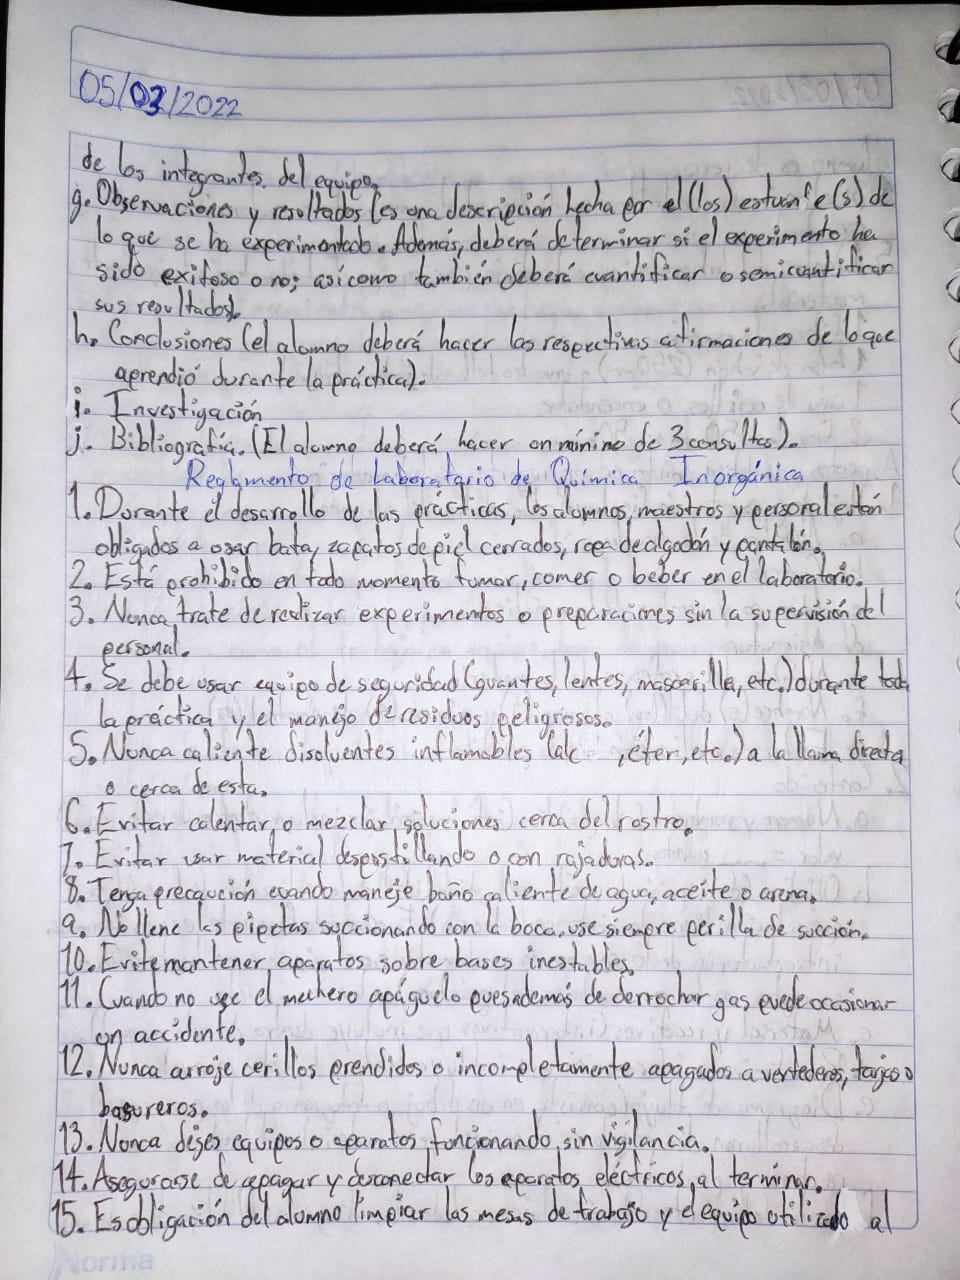 05/03/2022
de los integrantes del equipo.
g. Observaciones y resultados (es una descripción hecha por el (los) (s) de
lo que se ha experimentado. Además, deberá determinar si el experimento ha
sido exitoso o no; así como también deberá cuantificar o semicuantificar
sus resultados).
h. Conclusiones (el alumno deberá hacer las respectivas afirmaciones de lo que
aprendió durante la práctica).
i. Investigación
j. Bibliografía. (El alumno deberá hacer un mínino de 3 consultas).
Reglamento de Laboratorio de Química Inorgánica
1. Durante el desarrollo de las prácticas, los alumnos, maestros y personal están
obligados a usar bata, zapatos de piel cerrados, ropa de algodón y pantalón.
2. Está prohibido en todo momento fumar, comer o beber en el laboratorio.
3. Nunca trate de realizar experimentos o preparaciones sin la supervisión del
personal.
4. Se debe usar equipo de seguridad (guantes, lentes, mascarilla, etc.) durante toda
la práctica y el manejo de residuos peligrosos.
5. Nunca caliente disolventes inflamables , éter, etc.) a la llama directa
o cerca de esta.
6. Evitar calentar o mezclar soluciones cerca del rostro.
7. Evitar usar material despostillando o con rajaduras.
8. Tenga precaución cuando maneje baño caliente de agua, aceite o arena.
9. No llene las pipetas succionando con la boca, use siempre perilla de succión.
10. Evite mantener aparatos sobre bases inestables.
11. Cuando no use el mechero apáguelo pues además de derrochar gas puede ocasionar
un accidente.
12. Nunca arroje cerillos prendidos o incompletamente apagados a vertederos, tarjas o
basureros.
13. Nunca dejes equipos o aparatos funcionando sin vigilancia.
14. Asegurarse de apagar y desconectar los aparatos eléctricos al terminar.
15. Es obligación del alumno limpiar las mesas de trabajo y el equipo utilizado al
Norma